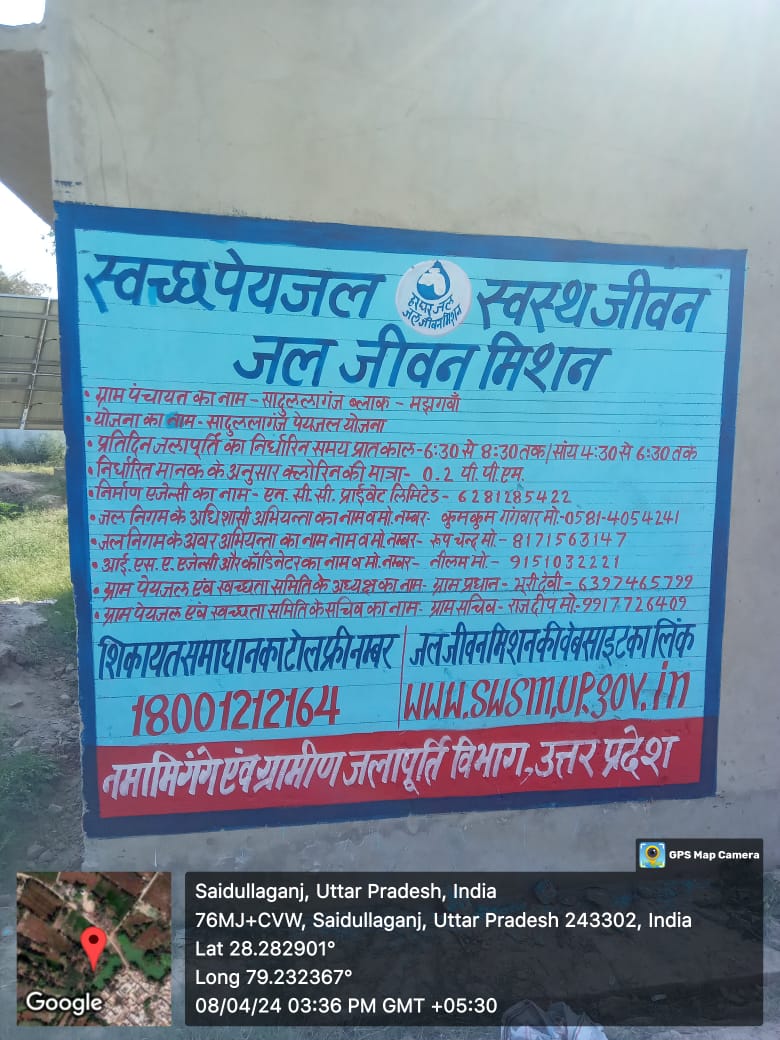 स्वच्छ पेयजल स्वस्थ जीवन
हर घर जल
जल जीवन मिशन
जल जीवन मिशन
• ग्राम पंचायत का नाम - सादुललागंज ब्लाक - मझगवाँ
• योजना का नाम - सादुललागंज पेयजल योजना
• प्रतिदिन जलापूर्ति का निर्धारित समय प्रातकाल - 6:30 से 8:30 तक / सांय 4:30 से 6:30 तक
• निर्धारित मानक के अनुसार क्लोरिन की मात्रा - 0.2 पी.पी.एम.
• निर्माण एजेन्सी का नाम - एन. सी. सी. प्राईवेट लिमिटेड - 6281285422
• जल निगम के अधिशासी अभियन्ता का नाम व मो. नम्बर - कुमकुम गंगवार मो.-0581-4054241
• जल निगम के अवर अभियन्ता का नाम नाम व मो. नम्बर - रूप चन्द्र मो.- 8171563147
• आई. एस. ए. एजेन्सी और कॉडिनेटर का नाम व मो. नम्बर - नीलम मो. - 9151032221
• ग्राम पेयजल एंव स्वच्छता समिति के अध्यक्ष का नाम - ग्राम प्रधान - भूरी देवी - 6397465799
• ग्राम पेयजल एंव स्वच्छता समिति के सचिव का नाम - ग्राम सचिव - राजदीप मो. 9917726409
शिकायत समाधान का टोल फ्री नम्बर
18001212164
जल जीवन मिशन की वेबसाइट का लिंक
www.swsm.up.gov.in
नमामि गंगे एंव ग्रामीण जलापूर्ति विभाग, उत्तर प्रदेश
GPS Map Camera
Saidullaganj, Uttar Pradesh, India
76MJ+CVW, Saidullaganj, Uttar Pradesh 243302, India
Lat 28.282901°
Long 79.232367°
08/04/24 03:36 PM GMT +05:30
Google